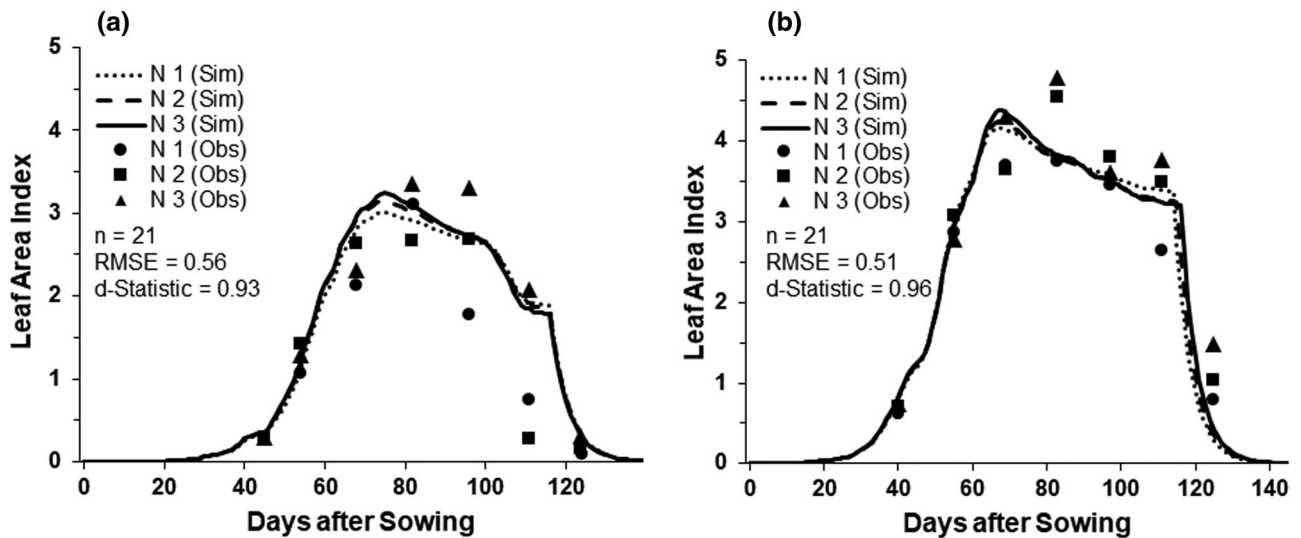 (a)
5
4
3
2
1
0
Leaf Area Index
N 1 (Sim)
N 2 (Sim)
N 3 (Sim)
N 1 (Obs)
N 2 (Obs)
N 3 (Obs)
n = 21
RMSE = 0.56
d-Statistic = 0.93
0 20 40 60 80 100 120
Days after Sowing
(b)
5
4
3
2
1
0
Leaf Area Index
N 1 (Sim)
N 2 (Sim)
N 3 (Sim)
N 1 (Obs)
N 2 (Obs)
N 3 (Obs)
n = 21
RMSE = 0.51
d-Statistic = 0.96
0 20 40 60 80 100 120 140
Days after Sowing